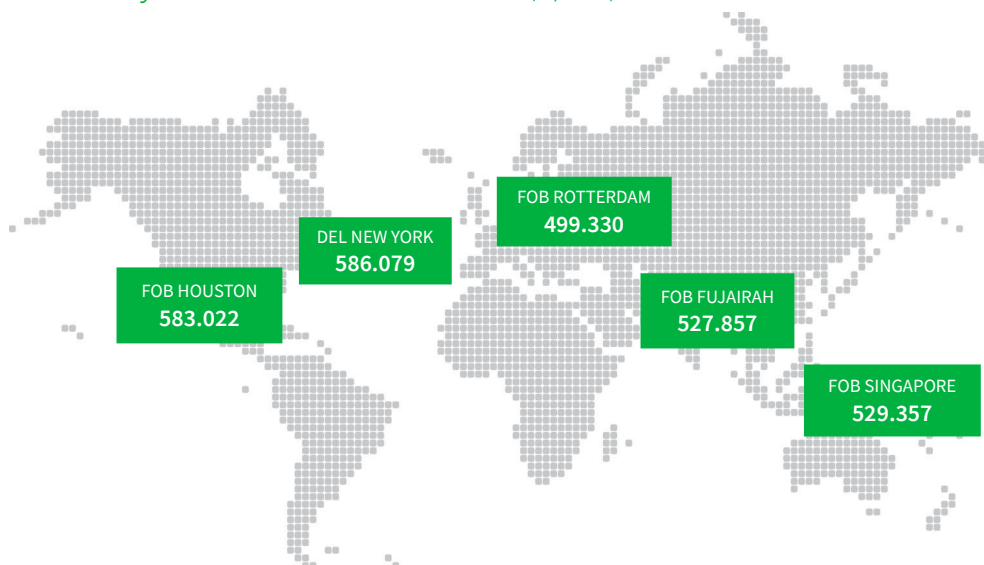 FOB ROTTERDAM
499.330
DEL NEW YORK
586.079
FOB HOUSTON
583.022
FOB FUJAIRAH
527.857
FOB SINGAPORE
529.357